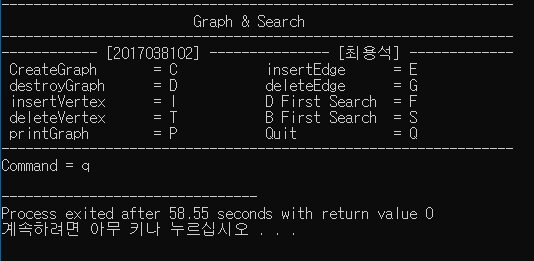 ----------------------------------------------------------------
Graph & Search
----------------------------------------------------------------
------------ [2017038102] --------------- [최용석] -------------
CreateGraph = C insertEdge = E
destroyGraph = D deleteEdge = G
insertVertex = I D First Search = F
deleteVertex = T B First Search = S
printGraph = P Quit = Q
----------------------------------------------------------------
Command = q
--------------------------------
Process exited after 58.55 seconds with return value 0
계속하려면 아무 키나 누르십시오 . . .